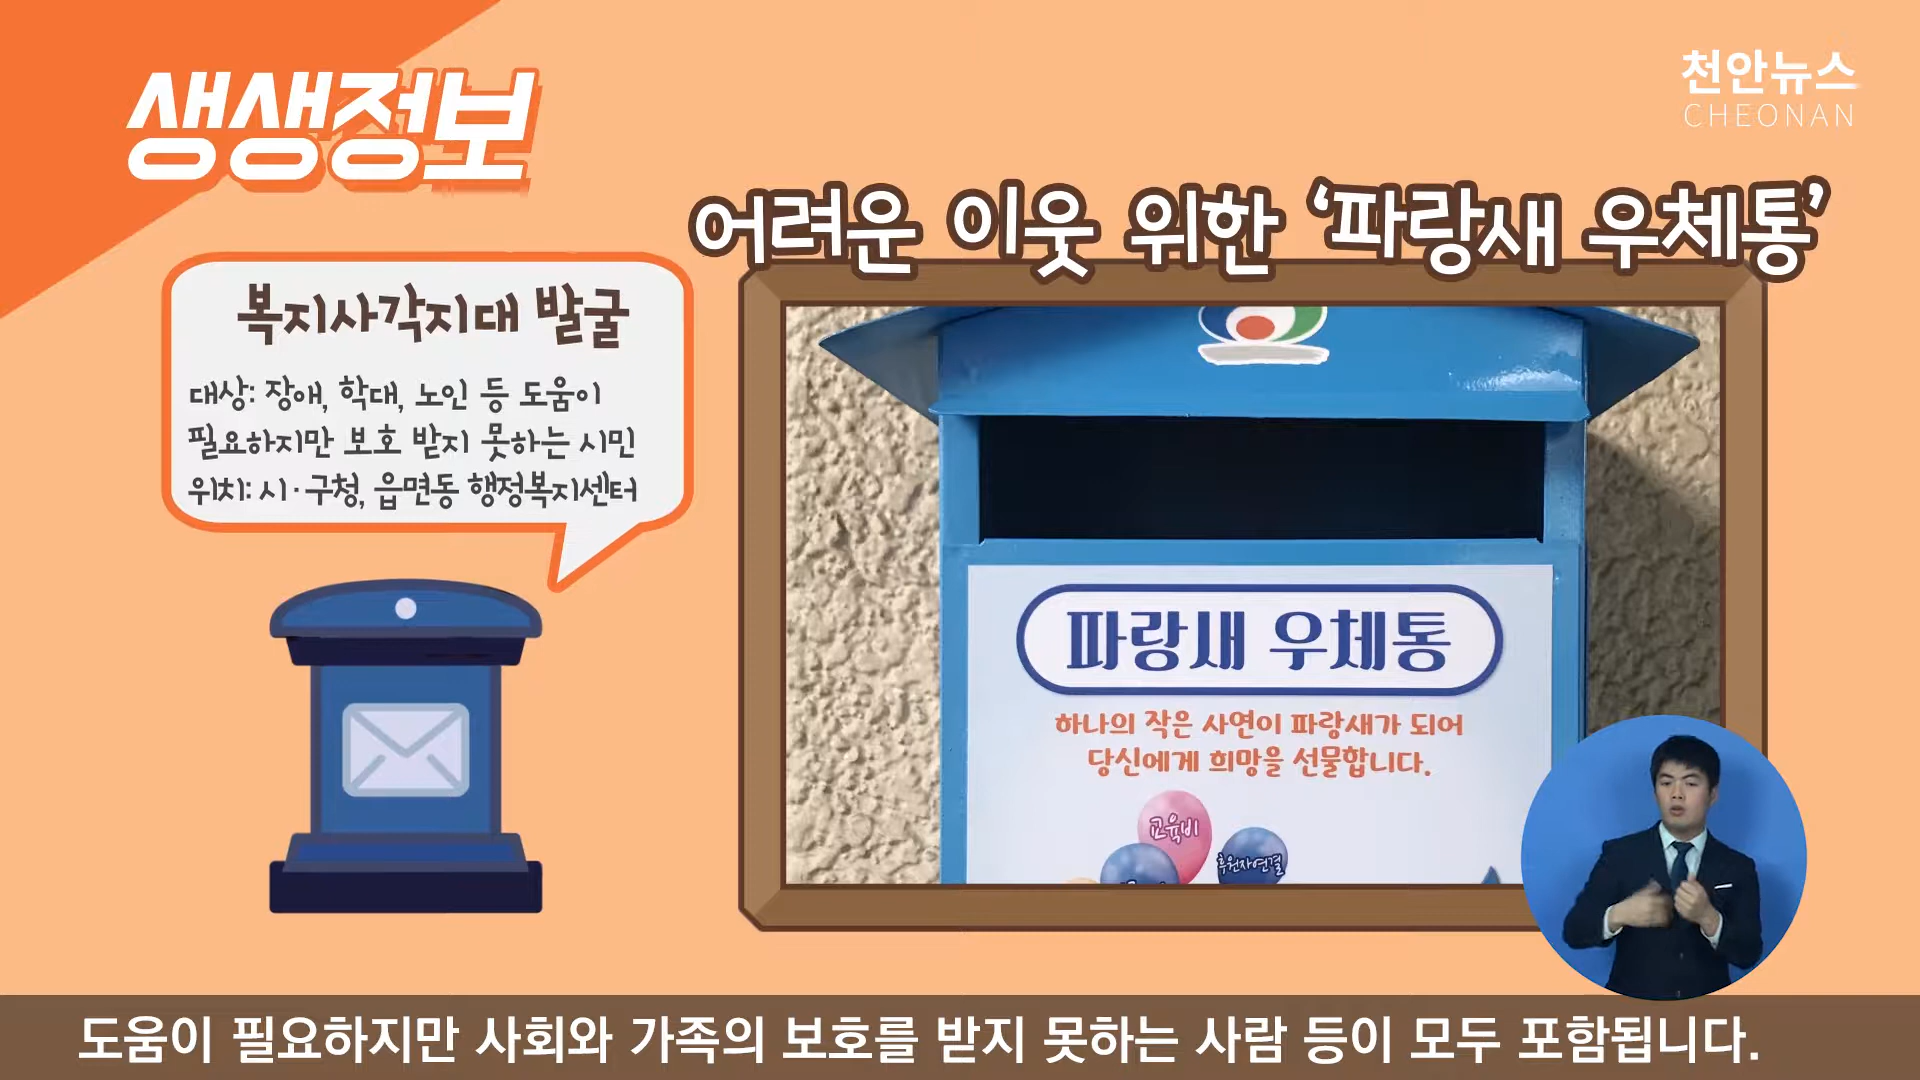 생생정보
천안뉴스
CHEONAN
어려운 이웃 위한 ‘파랑새 우체통’
복지사각지대 발굴
대상: 장애, 학대, 노인 등 도움이
필요하지만 보호 받지 못하는 시민
위치: 시·구청, 읍면동 행정복지센터
파랑새 우체통
하나의 작은 사연이 파랑새가 되어
당신에게 희망을 선물합니다.
교육비
후원자연결
도움이 필요하지만 사회와 가족의 보호를 받지 못하는 사람 등이 모두 포함됩니다.